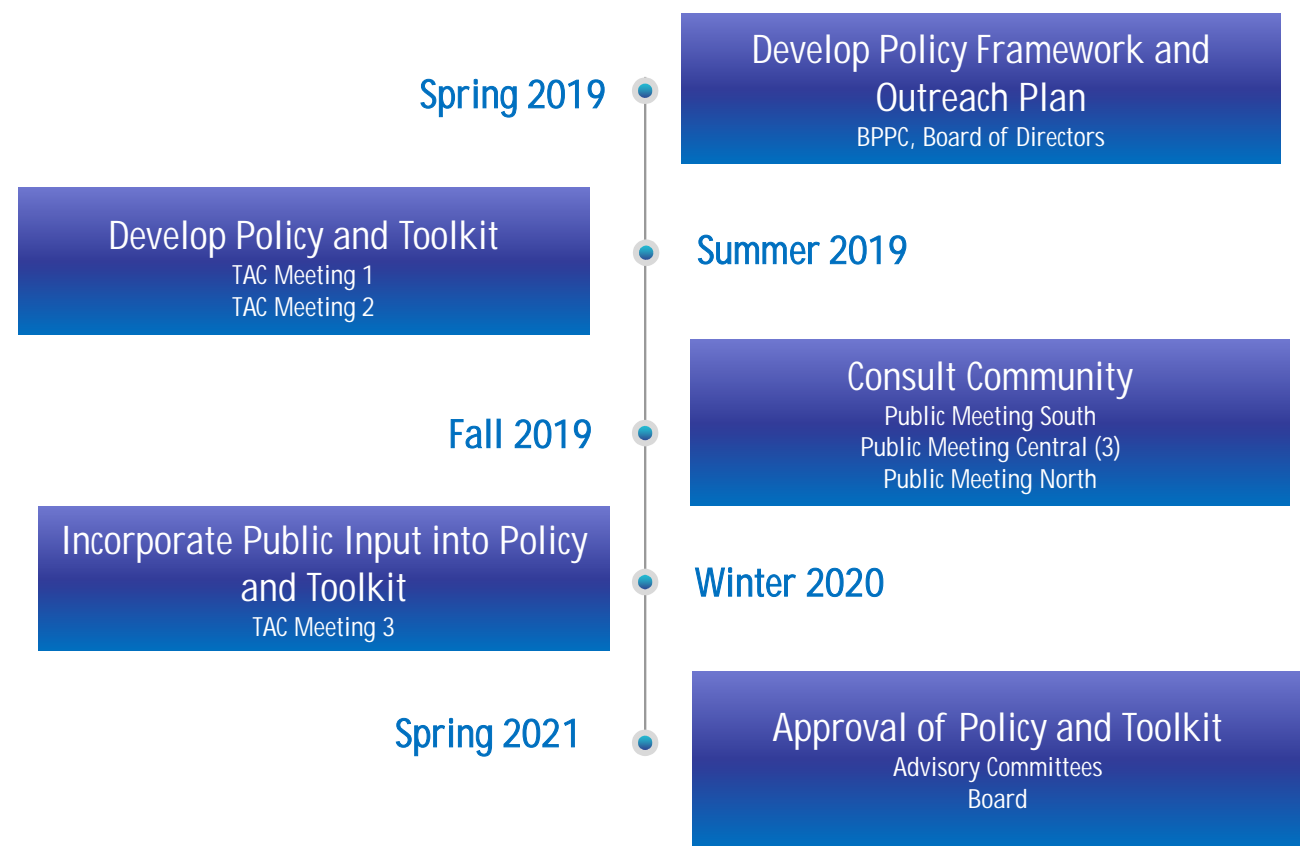 Spring 2019
Develop Policy Framework and
Outreach Plan
BPPC, Board of Directors
Develop Policy and Toolkit
TAC Meeting 1
TAC Meeting 2
Summer 2019
Fall 2019
Consult Community
Public Meeting South
Public Meeting Central (3)
Public Meeting North
Incorporate Public Input into Policy
and Toolkit
TAC Meeting 3
Winter 2020
Spring 2021
Approval of Policy and Toolkit
Advisory Committees
Board